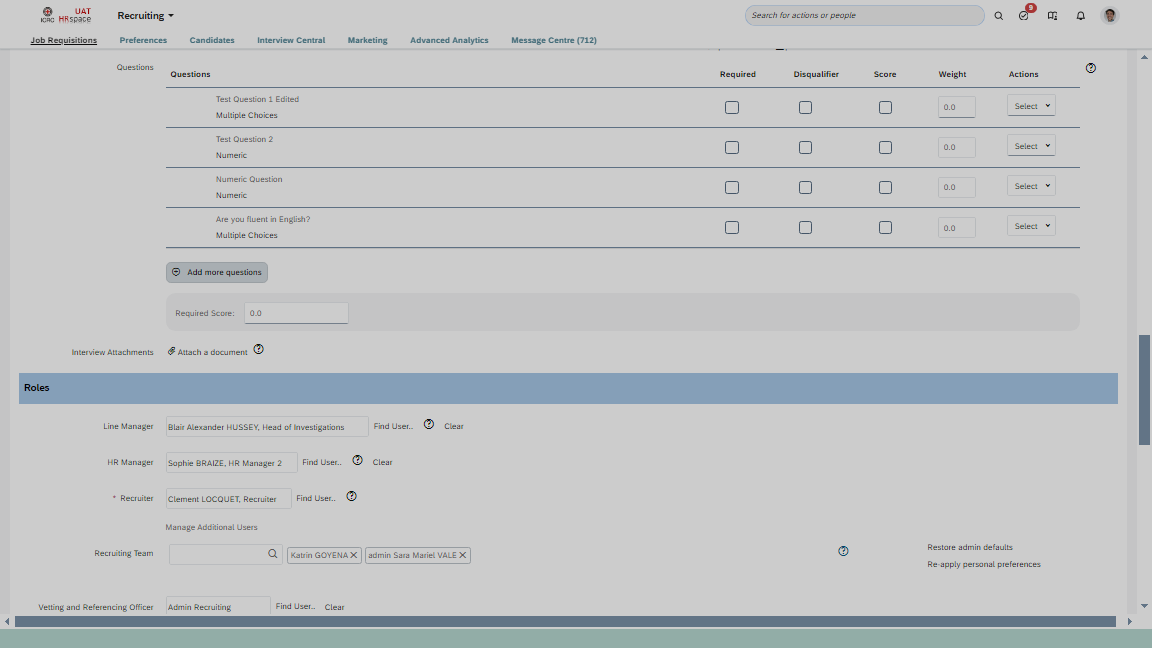 ICRC UAT HRspace
Recruiting
Search for actions or people
9
Job Requisitions Preferences Candidates Interview Central Marketing Advanced Analytics Message Centre (712)
Questions
Questions Required Disqualifier Score Weight Actions
Test Question 1 Edited
Multiple Choices
0.0 Select
Test Question 2
Numeric
0.0 Select
Numeric Question
Numeric
0.0 Select
Are you fluent in English?
Multiple Choices
0.0 Select
Add more questions
Required Score: 0.0
Interview Attachments Attach a document
Roles
Line Manager Blair Alexander HUSSEY, Head of Investigations Find User.. Clear
HR Manager Sophie BRAIZE, HR Manager 2 Find User.. Clear
* Recruiter Clement LOCQUET, Recruiter Find User..
Manage Additional Users
Recruiting Team Katrin GOYENA admin Sara Mariel VALE
Restore admin defaults
Re-apply personal preferences
Vetting and Referencing Officer Admin Recruiting Find User.. Clear